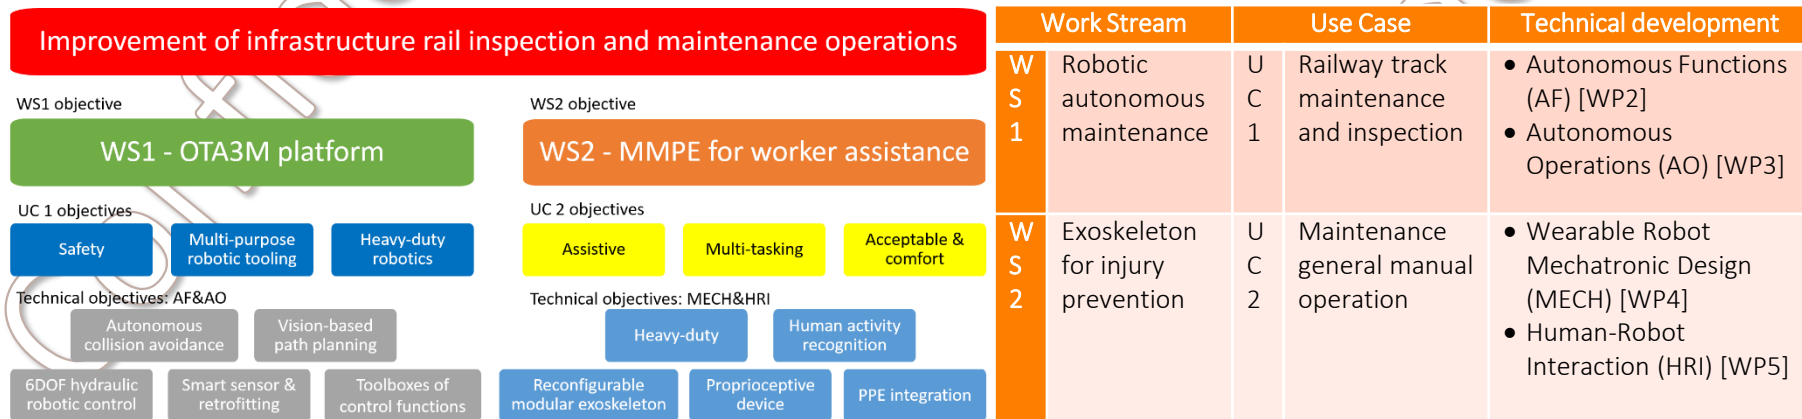 Improvement of infrastructure rail inspection and maintenance operations
WS1 objective
WS1 - OTA3M platform
UC 1 objectives
Safety
Multi-purpose
robotic tooling
Heavy-duty
robotics
Technical objectives: AF&AO
Autonomous
collision avoidance
Vision-based
path planning
6DOF hydraulic
robotic control
Smart sensor &
retrofitting
Toolboxes of
control functions
WS2 objective
WS2 - MMPE for worker assistance
UC 2 objectives
Assistive
Multi-tasking
Acceptable &
comfort
Technical objectives: MECH&HRI
Heavy-duty
Human activity
recognition
Reconfigurable
modular exoskeleton
Proprioceptive
device
PPE integration
Work Stream
Use Case
Technical development
W
S
1
Robotic
autonomous
maintenance
U
C
1
Railway track
maintenance
and inspection
• Autonomous Functions
(AF) [WP2]
• Autonomous
Operations (AO) [WP3]
W
S
2
Exoskeleton
for injury
prevention
U
C
2
Maintenance
general manual
operation
• Wearable Robot
Mechatronic Design
(MECH) [WP4]
• Human-Robot
Interaction (HRI) [WP5]